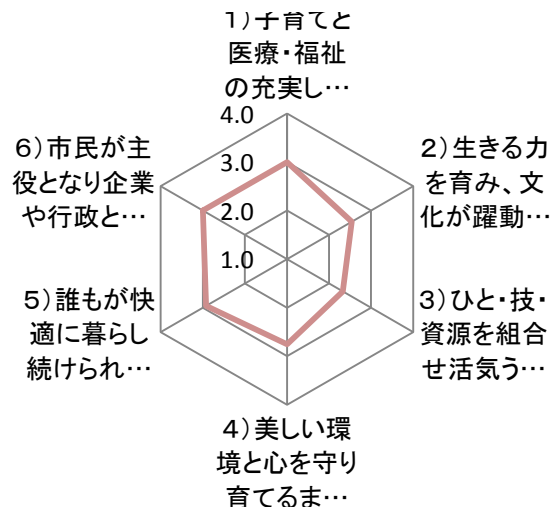 1)子育てと
医療・福祉
の充実し…
4.0
3.0
2.0
1.0
2)生きる力
を育み、文
化が躍動…
3)ひと・技・
資源を組合
せ活気う…
4)美しい環
境と心を守り
育てるま…
5)誰もが快
適に暮らし
続けられ…
6)市民が主
役となり企業
や行政と…